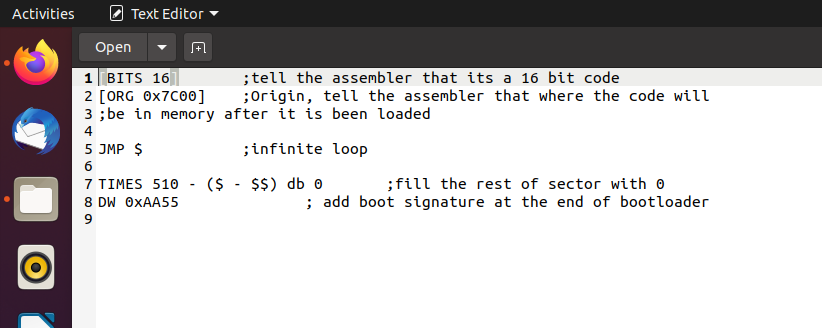 Activities Text Editor
Open
1 [BITS 16]       ;tell the assembler that its a 16 bit code
2 [ORG 0x7C00]    ;Origin, tell the assembler that where the code will
3 ;be in memory after it is been loaded
4
5 JMP $           ;infinite loop
6
7 TIMES 510 - ($ - $$) db 0       ;fill the rest of sector with 0
8 DW 0xAA55              ; add boot signature at the end of bootloader
9